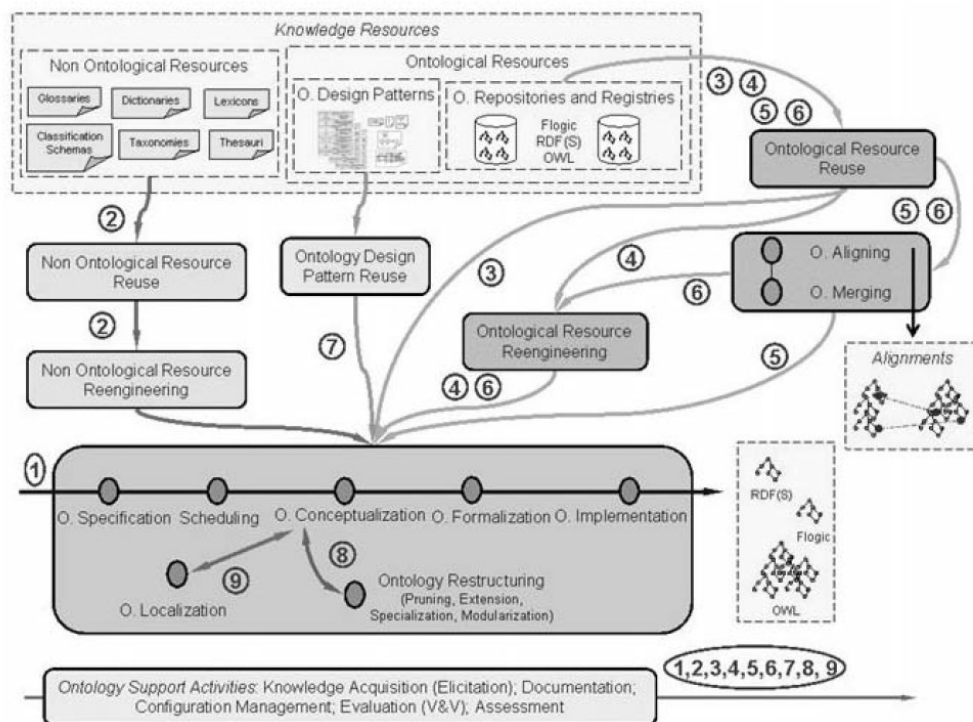 Knowledge Resources
Non Ontological Resources
Glossaries
Dictionaries
Lexicons
Classification
Schemas
Taxonomies
Thesauri
Ontological Resources
O. Design Patterns
O. Repositories and Registries
Flogic
RDF(S)
OWL
3 4
5 6
Ontological Resource
Reuse
5 6
2
Non Ontological Resource
Reuse
Ontology Design
Pattern Reuse
3
4
O. Aligning
O. Merging
6
2
7
Ontological Resource
Reengineering
5
Non Ontological Resource
Reengineering
4 6
Alignments
1
O. Specification
Scheduling
O. Conceptualization
O. Formalization
O. Implementation
9
8
O. Localization
Ontology Restructuring
(Pruning, Extension,
Specialization, Modularization)
RDF(S)
Flogic
OWL
1,2,3,4,5,6,7,8, 9
Ontology Support Activities: Knowledge Acquisition (Elicitation); Documentation;
Configuration Management; Evaluation (V&V); Assessment